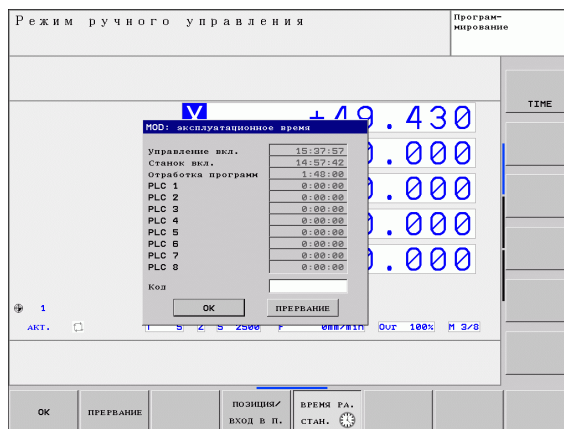 Режим ручного управления
Програм-
мирование
TIME
+49.430
MOD: эксплуатационное время
Управление вкл. 15:37:57
Станок вкл. 14:57:42
Отработка программ 1:48:00
PLC 1 0:00:00
PLC 2 0:00:00
PLC 3 0:00:00
PLC 4 0:00:00
PLC 5 0:00:00
PLC 6 0:00:00
PLC 7 0:00:00
PLC 8 0:00:00
Код
OK ПРЕРВАНИЕ
.000
.000
.000
.000
1
АКТ.
T 5 Z S 2500 F 0mm/min Ovr 100% M 3/8
OK
ПРЕРВАНИЕ
ПОЗИЦИЯ/
ВХОД В П.
ВРЕМЯ РА.
СТАН.